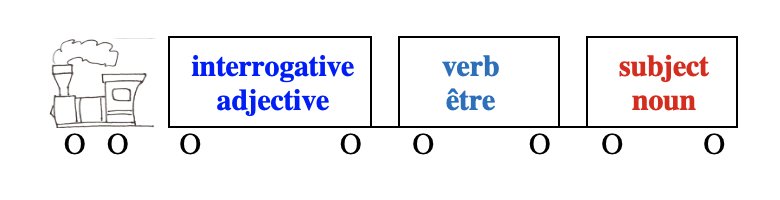 interrogative
adjective
verb
être
subject
noun
O O O O O O O O